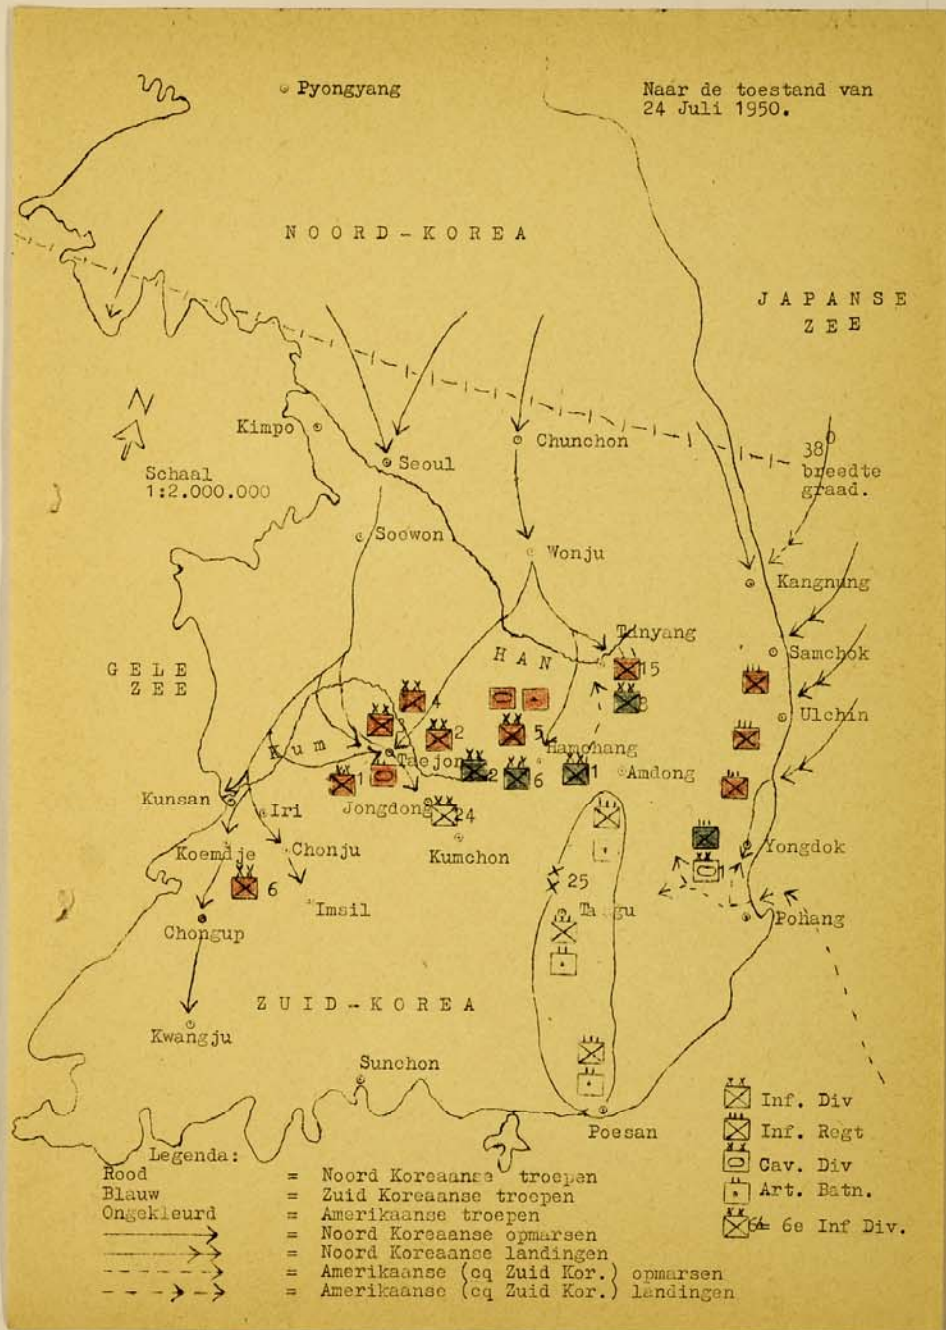 Pyongyang
Naar de toestand van
24 Juli 1950.
NOORD-KOREA
JAPANSE
ZEE
Kimpo
Seoul
Chunchon
38
breedte
graad.
Schaal
1:2.000.000
Soowon
Wonju
Kangnung
Tanyang
HAN
Samchok
GELE
ZEE
15
4
8
Ulchin
2
5
Kum
Hamchang
Taejon
1
2
6
1
Amdong
Kunsan
Iri
Jongdong
24
Koemdje
Chonju
Kumchon
Yongdok
6
25
1
Imsil
Pohang
Chongup
ZUID-KOREA
Kwangju
Sunchon
Poesan
Inf. Div
Inf. Regt
Cav. Div
Art. Batn.
6= 6e Inf Div.
Legenda:
Rood = Noord Koreaanse troepen
Blauw = Zuid Koreaanse troepen
Ongekleurd = Amerikaanse troepen
= Noord Koreaanse opmarsen
= Noord Koreaanse landingen
= Amerikaanse (cq Zuid Kor.) opmarsen
= Amerikaanse (cq Zuid Kor.) landingen